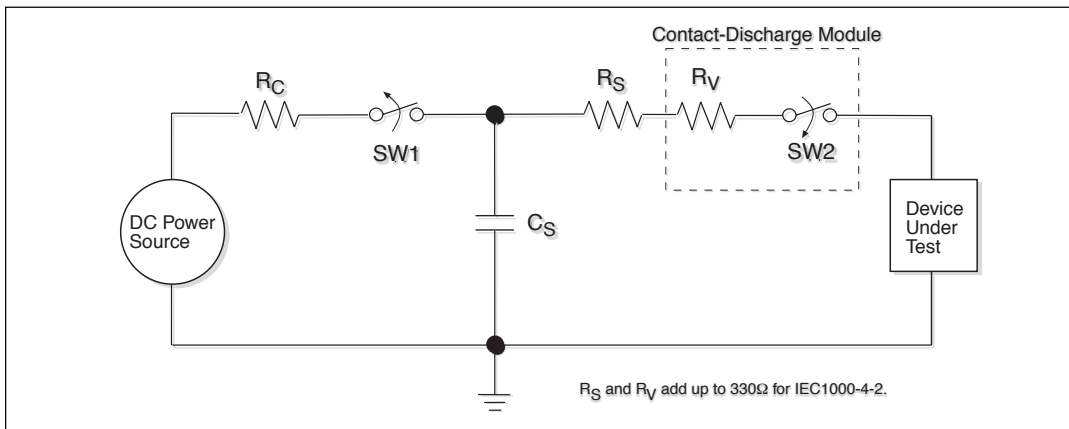 Contact-Discharge Module
RC
RS
RV
SW1
SW2
DC Power
Source
CS
Device
Under
Test
RS and RV add up to 330Ω for IEC1000-4-2.